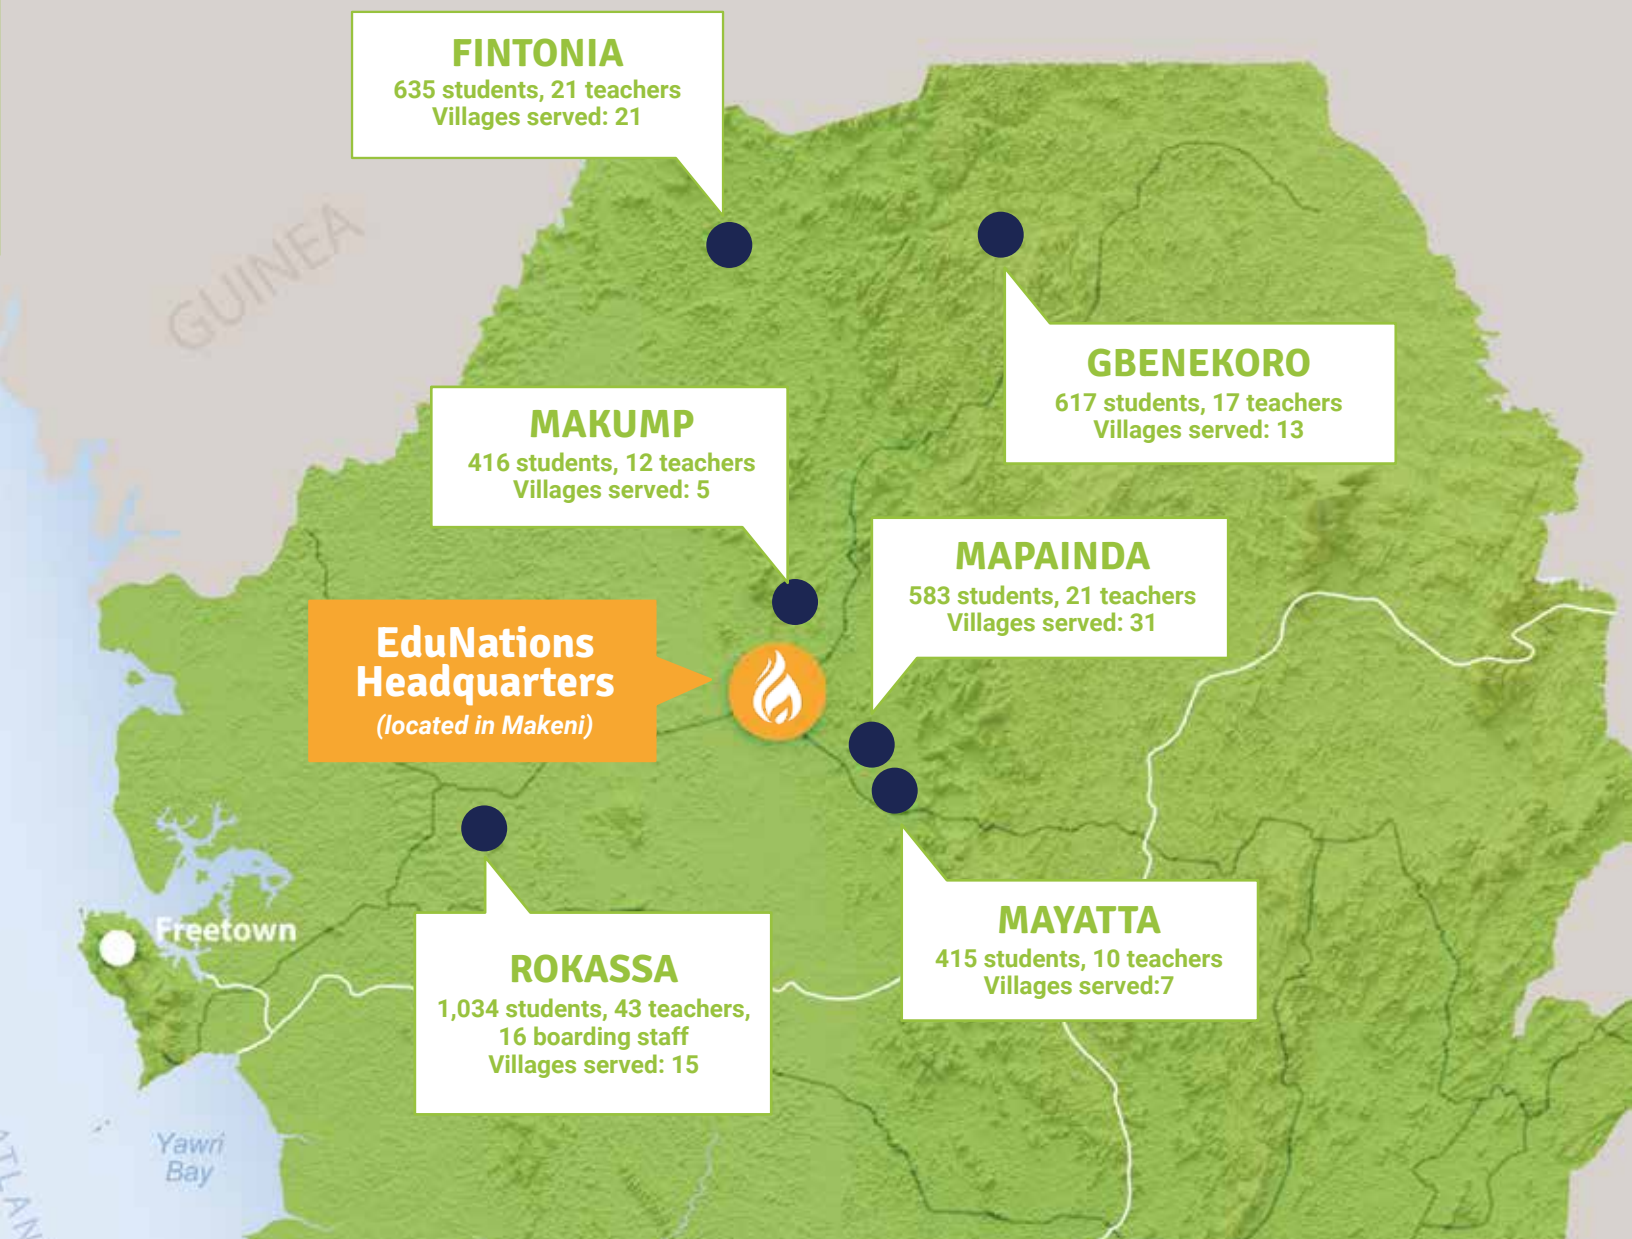 FINTONIA
635 students, 21 teachers
Villages served: 21
GUINEA
GBENEKORO
617 students, 17 teachers
Villages served: 13
MAKUMP
416 students, 12 teachers
Villages served: 5
MAPAINDA
583 students, 21 teachers
Villages served: 31
EduNations
Headquarters
(located in Makeni)
Freetown
MAYATTA
415 students, 10 teachers
Villages served:7
ROKASSA
1,034 students, 43 teachers,
16 boarding staff
Villages served: 15
Yawri
Bay